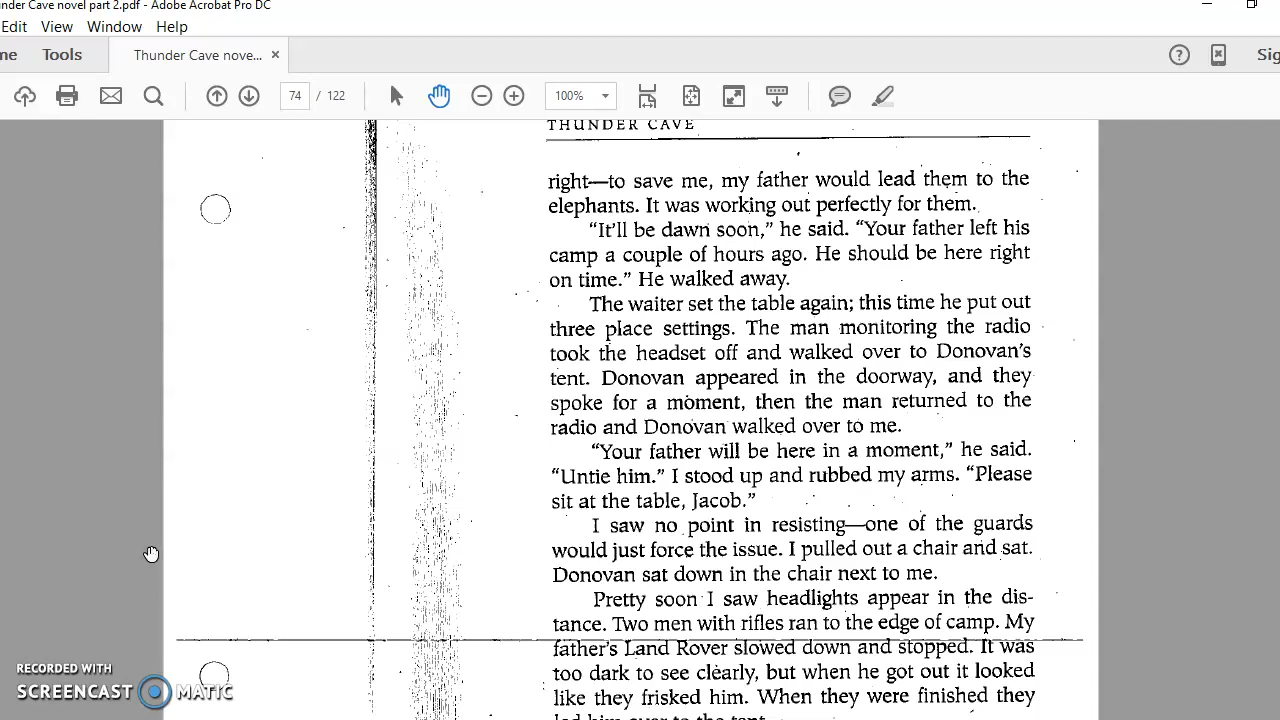 nder Cave novel part 2.pdf - Adobe Acrobat Pro DC
Edit View Window Help
me Tools Thunder Cave nove... × Sig
74 / 122 100%
THUNDER CAVE
right—to save me, my father would lead them to the
elephants. It was working out perfectly for them.
“It’ll be dawn soon,” he said. “Your father left his
camp a couple of hours ago. He should be here right
on time.” He walked away.
The waiter set the table again; this time he put out
three place settings. The man monitoring the radio
took the headset off and walked over to Donovan’s
tent. Donovan appeared in the doorway, and they
spoke for a moment, then the man returned to the
radio and Donovan walked over to me.
“Your father will be here in a moment,” he said.
“Untie him.” I stood up and rubbed my arms. “Please
sit at the table, Jacob.”
I saw no point in resisting—one of the guards
would just force the issue. I pulled out a chair and sat.
Donovan sat down in the chair next to me.
Pretty soon I saw headlights appear in the dis-
tance. Two men with rifles ran to the edge of camp. My
father’s Land Rover slowed down and stopped. It was
too dark to see clearly, but when he got out it looked
like they frisked him. When they were finished they
led him over to the tent.
RECORDED WITH
SCREENCAST MATIC